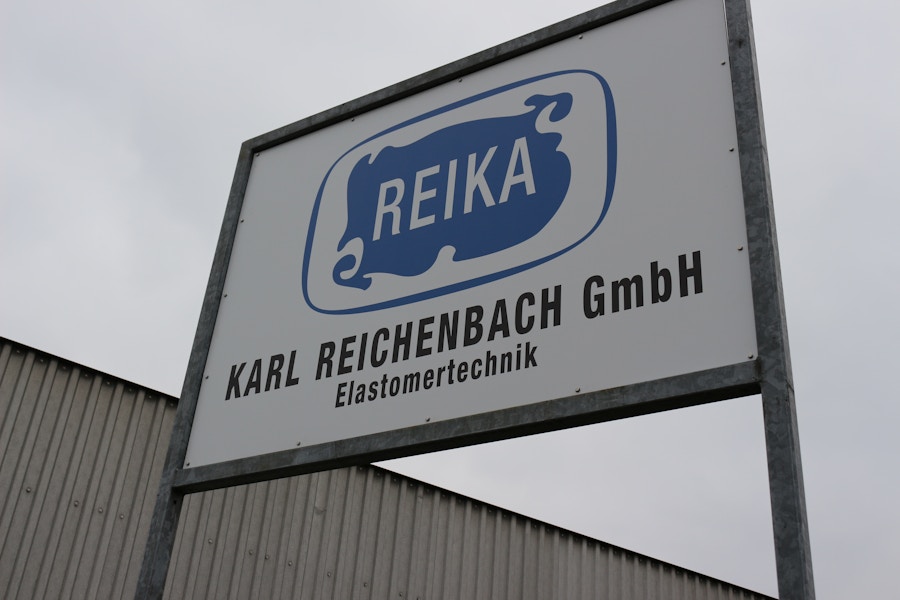 REIKA
KARL REICHENBACH GmbH
Elastomertechnik